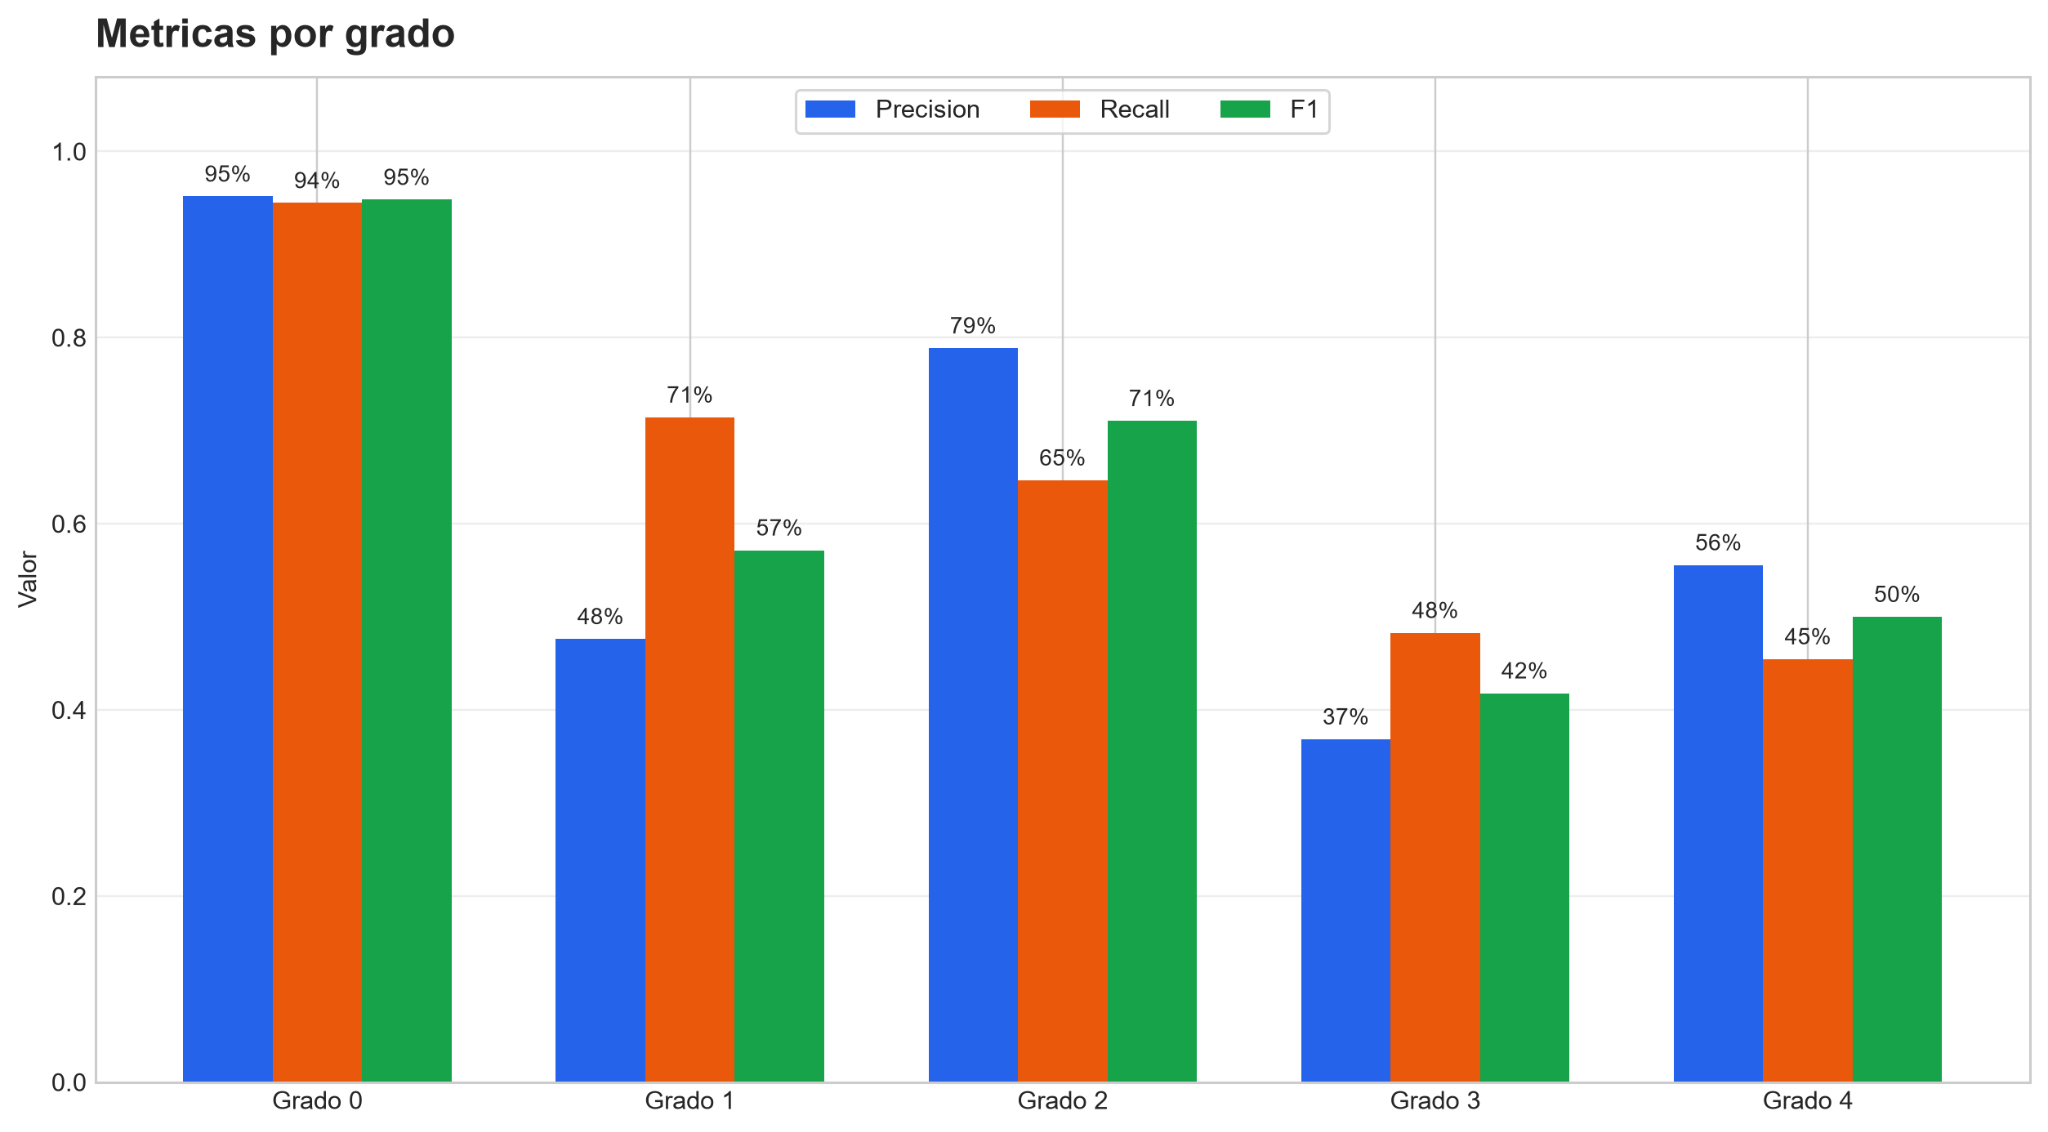 Metricas por grado
Precision Recall F1
Valor
1.0
0.8
0.6
0.4
0.2
0.0
95% 94% 95%
48% 71% 57%
79% 65% 71%
37% 48% 42%
56% 45% 50%
Grado 0 Grado 1 Grado 2 Grado 3 Grado 4